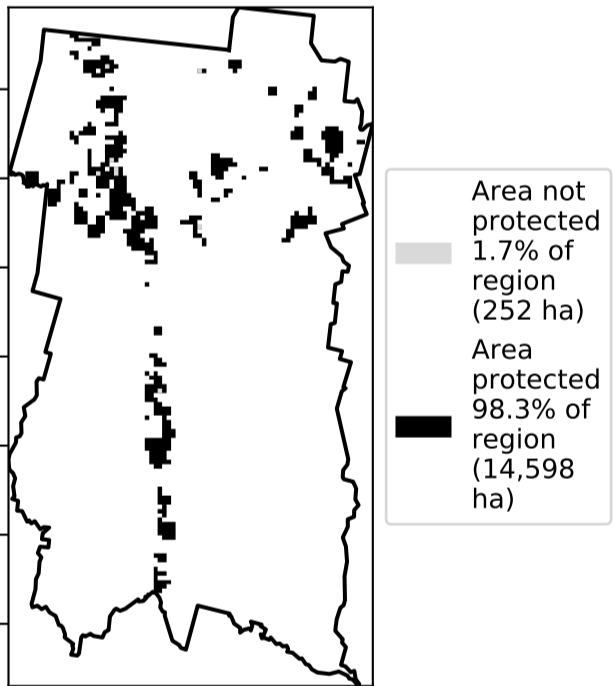 Area not
protected
1.7% of
region
(252 ha)
Area
protected
98.3% of
region
(14,598
ha)